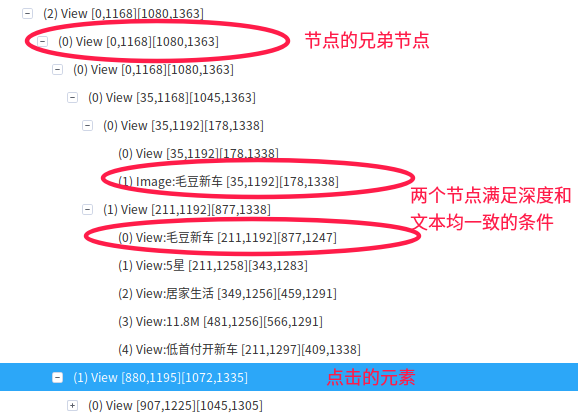 (2) View [0,1168][1080,1363]
(0) View [0,1168][1080,1363]
节点的兄弟节点
(0) View [0,1168][1080,1363]
(0) View [35,1168][1045,1363]
(0) View [35,1192][178,1338]
(0) View [35,1192][178,1338]
(1) Image:毛豆新车 [35,1192][178,1338]
两个节点满足深度和
文本均一致的条件
(1) View [211,1192][877,1338]
(0) View:毛豆新车 [211,1192][877,1247]
(1) View:5星 [211,1258][343,1283]
(2) View:居家生活 [349,1256][459,1291]
(3) View:11.8M [481,1256][566,1291]
(4) View:低首付开新车 [211,1297][409,1338]
(1) View [880,1195][1072,1335]
点击的元素
(0) View [907,1225][1045,1305]